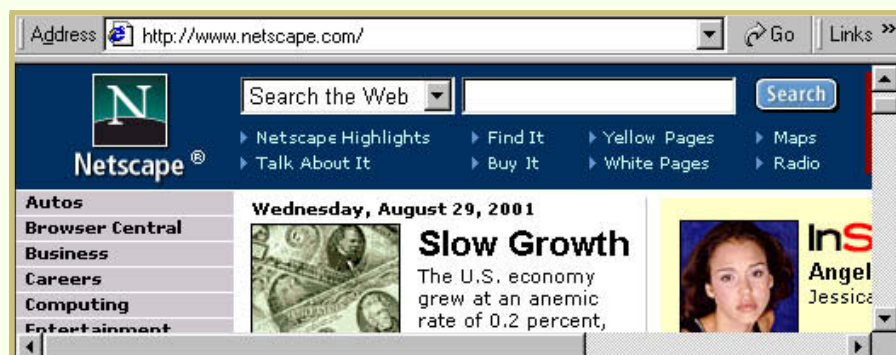 Address http://www.netscape.com/ Go Links »
N Search the Web Search
Netscape Highlights Find It Yellow Pages Maps
Netscape ® Talk About It Buy It White Pages Radio
Autos
Browser Central
Business
Careers
Computing
Entertainment
Wednesday, August 29, 2001
Slow Growth
The U.S. economy
grew at an anemic
rate of 0.2 percent,
InS
Angel
Jessica